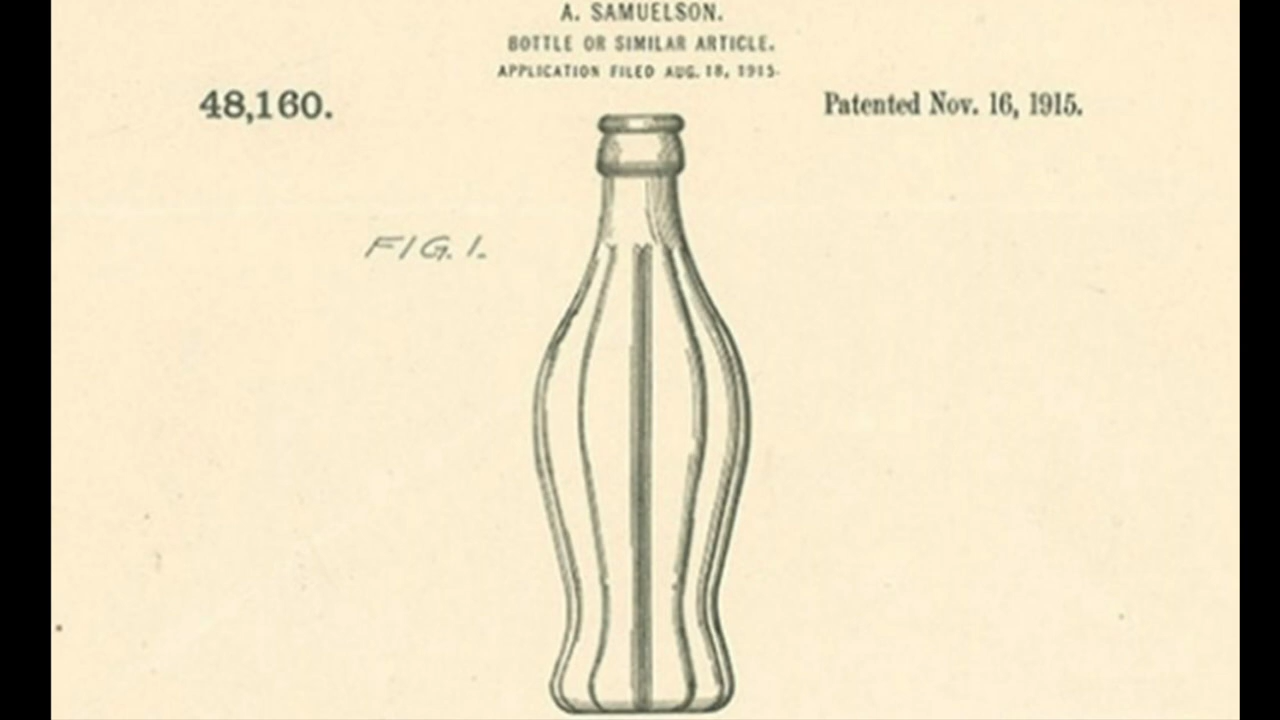 A. SAMUELSON.
BOTTLE OR SIMILAR ARTICLE.
APPLICATION FILED AUG. 18, 1915.
48,160.
Patented Nov. 16, 1915.
FIG. 1.